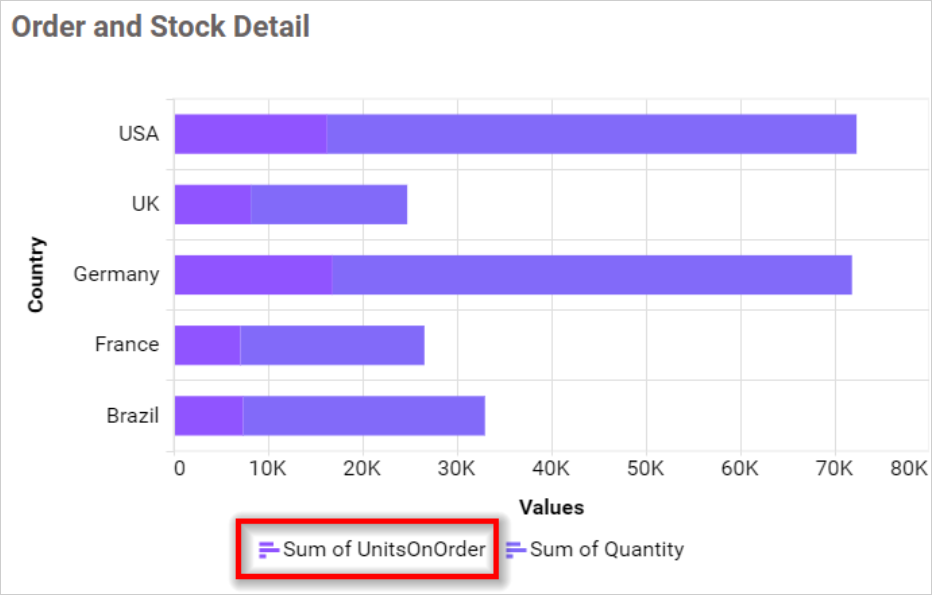 Order and Stock Detail
USA
UK
Germany
France
Brazil
Country
0 10K 20K 30K 40K 50K 60K 70K 80K
Values
Sum of UnitsOnOrder Sum of Quantity